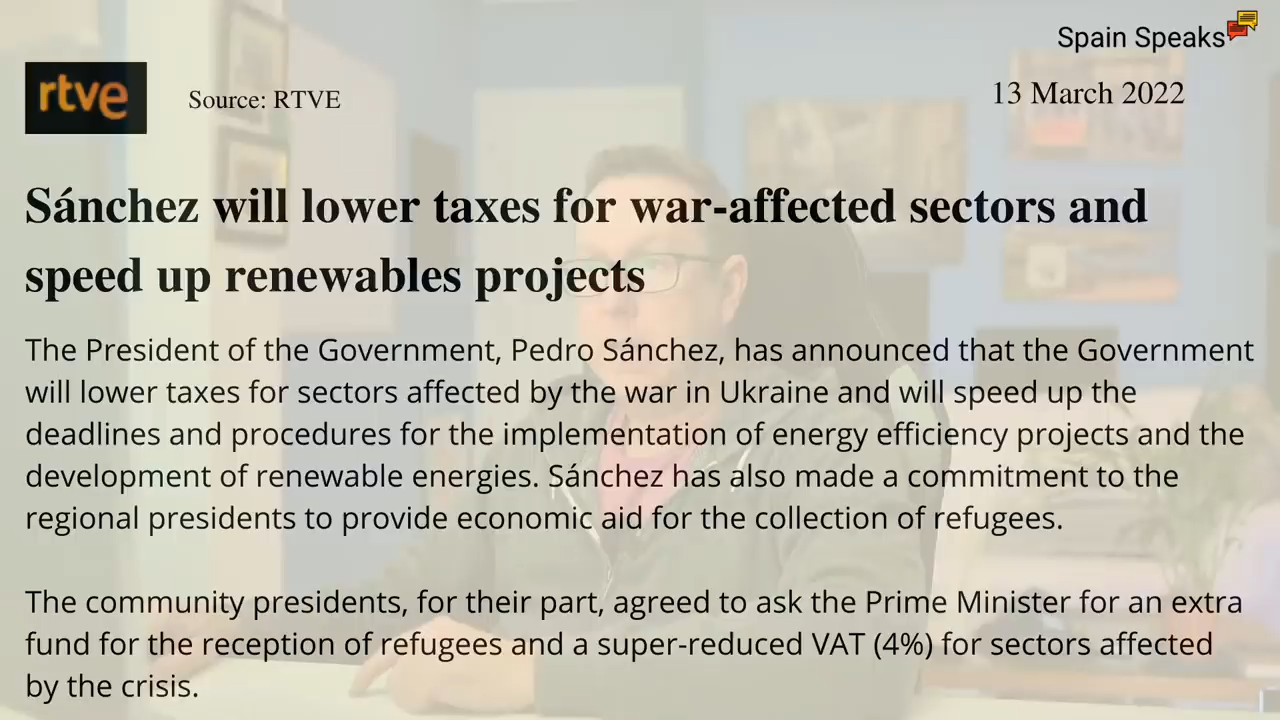 Spain Speaks
rtve
Source: RTVE
13 March 2022
Sánchez will lower taxes for war-affected sectors and
speed up renewables projects
The President of the Government, Pedro Sánchez, has announced that the Government
will lower taxes for sectors affected by the war in Ukraine and will speed up the
deadlines and procedures for the implementation of energy efficiency projects and the
development of renewable energies. Sánchez has also made a commitment to the
regional presidents to provide economic aid for the collection of refugees.
The community presidents, for their part, agreed to ask the Prime Minister for an extra
fund for the reception of refugees and a super-reduced VAT (4%) for sectors affected
by the crisis.